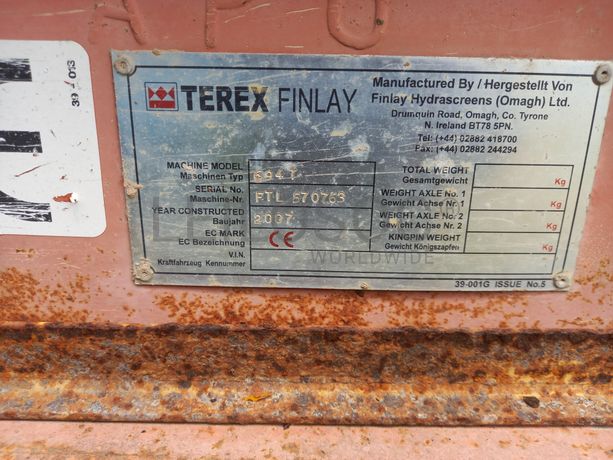 TEREX FINLAY
Manufactured By / Hergestellt Von
Finlay Hydrascreens (Omagh) Ltd.
Drumquin Road, Omagh, Co. Tyrone
N. Ireland BT78 5PN.
Tel: (+44) 02882 418700
Fax: (+44) 02882 244294
MACHINE MODEL
Maschinen Typ 694 T
SERIAL No.
Maschine-Nr. FTL 570763
YEAR CONSTRUCTED
Baujahr 2007
EC MARK
EC Bezeichnung CE
V.I.N.
Kraftfahrzeug Kennummer
TOTAL WEIGHT
Gesamtgewicht Kg
WEIGHT AXLE No. 1
Gewicht Achse Nr. 1 Kg
WEIGHT AXLE No. 2
Gewicht Achse Nr. 2 Kg
KINGPIN WEIGHT
Gewicht Königszapfen Kg
WORLDWIDE
39-001G ISSUE No.5